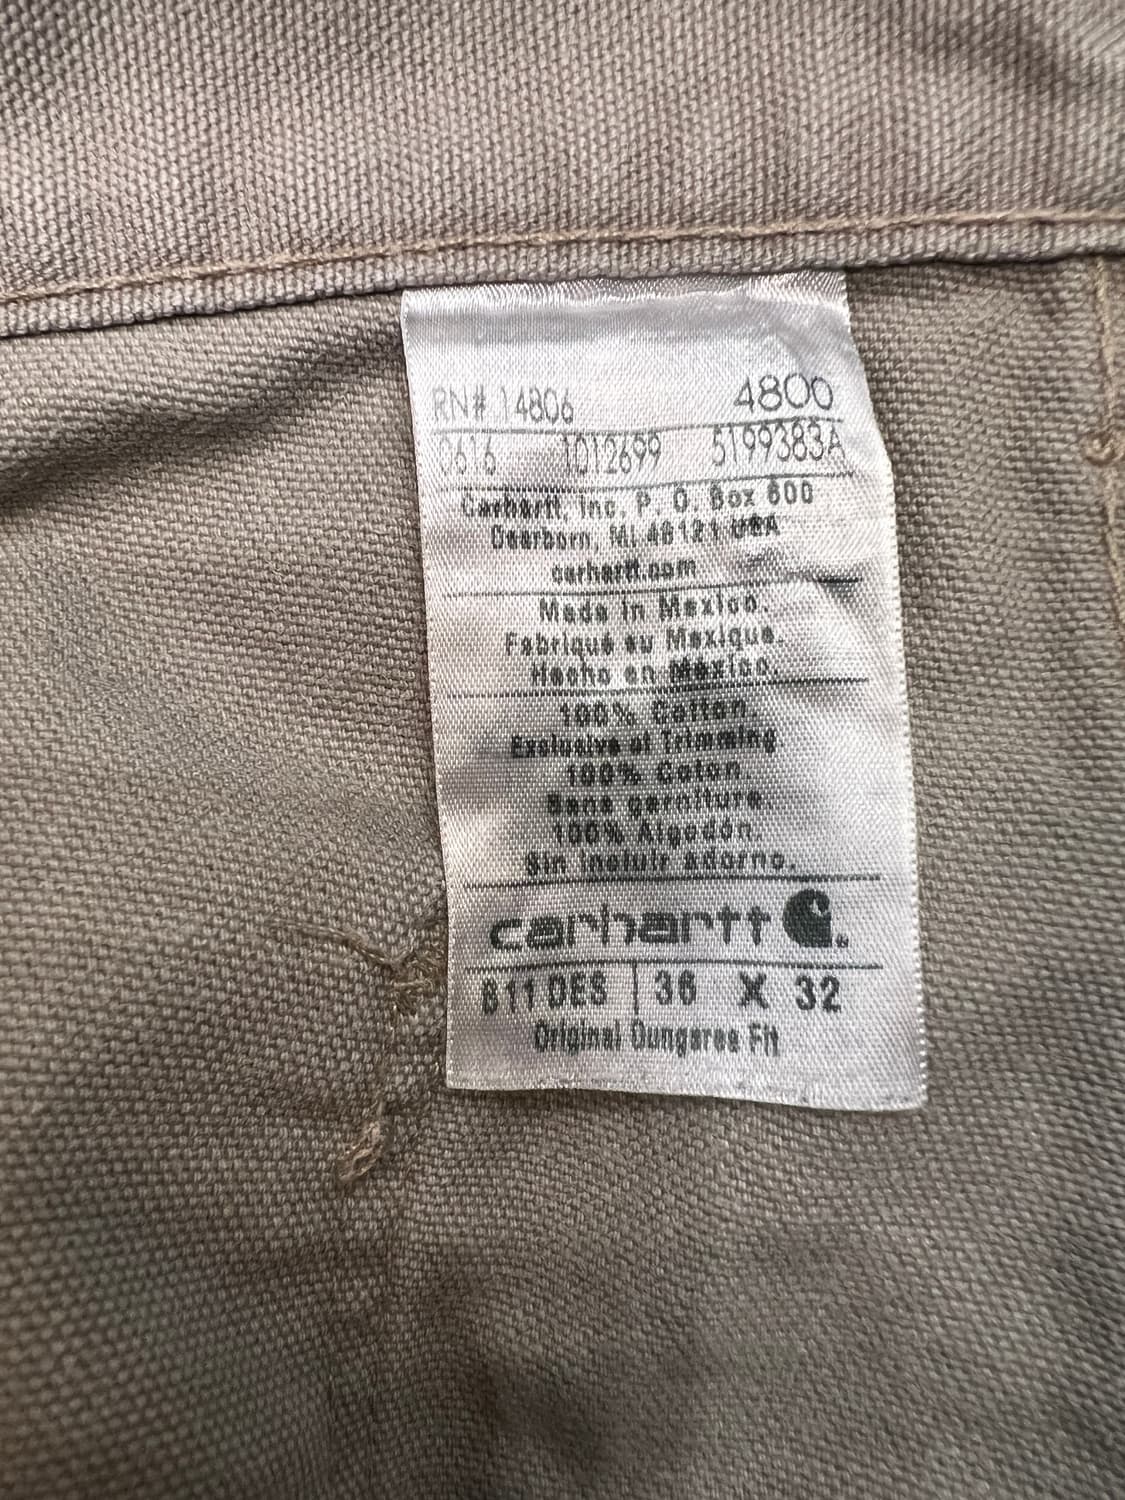 RN# 14806 4800
0616 1012699 5199383A
Carhartt, Inc. P. O. Box 600
Dearborn, MI 48121 USA
carhartt.com
Made in Mexico.
Fabriqué au Mexique.
Hecho en México.
100% Cotton.
Exclusive of Trimming
100% Coton.
Sans garniture.
100% Algodón.
Sin incluir adorno.
carhartt
B11 DES 36 X 32
Original Dungaree Fit